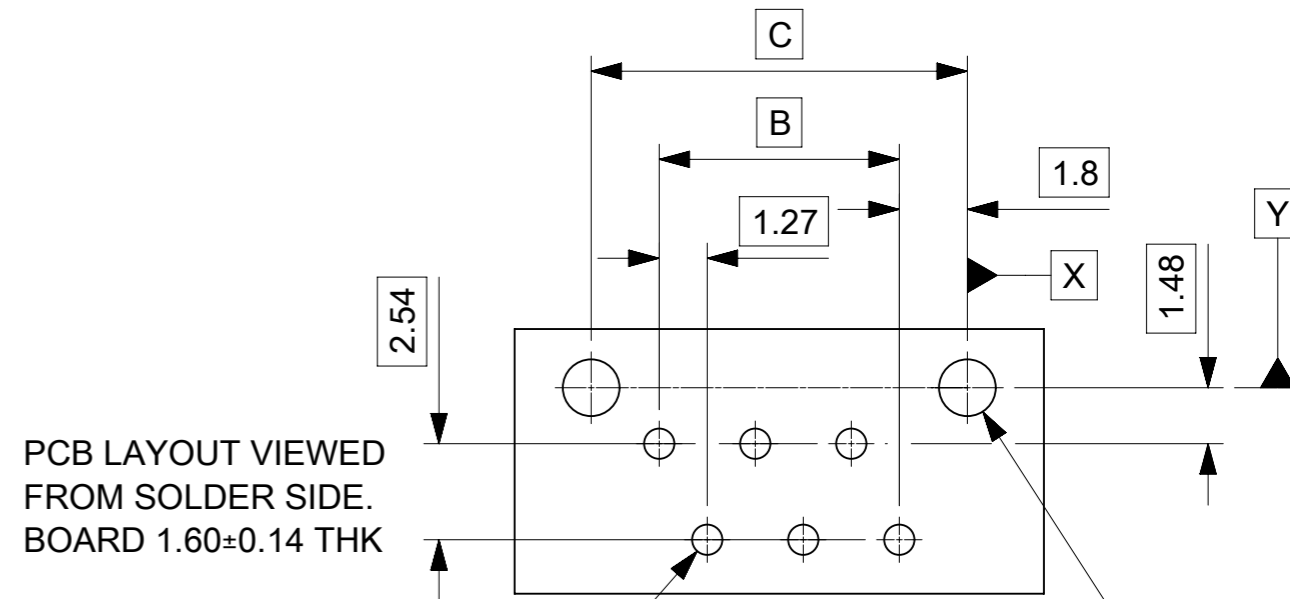 C
B
1.8
1.27
Y
X
1.48
2.54
PCB LAYOUT VIEWED
FROM SOLDER SIDE.
BOARD 1.60±0.14 THK